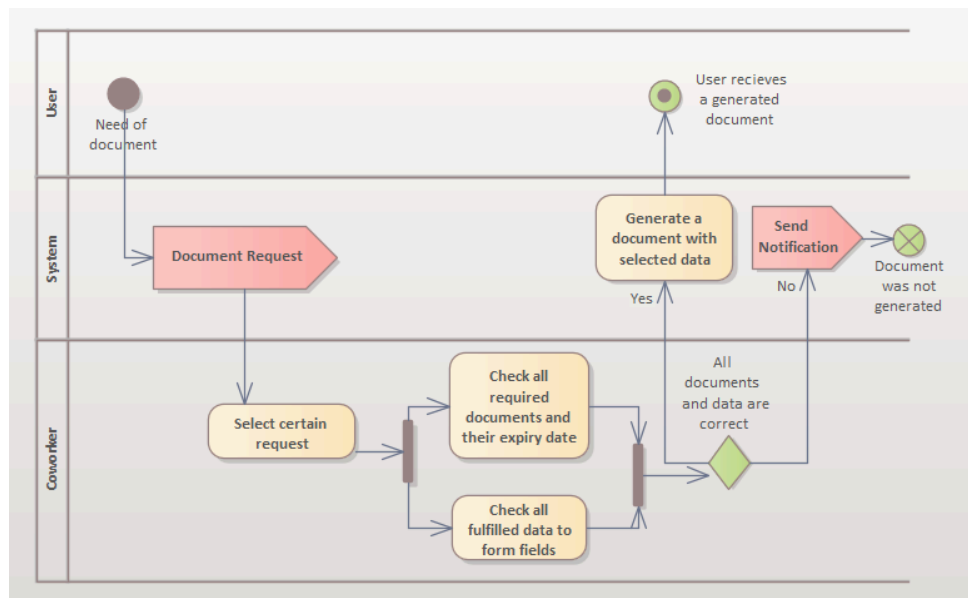 User
Need of
document
User recieves
a generated
document
System
Document Request
Generate a
document with
selected data
Send
Notification
Yes
No
Document
was not
generated
Coworker
Select certain
request
Check all
required
documents and
their expiry date
Check all
fulfilled data to
form fields
All
documents
and data are
correct